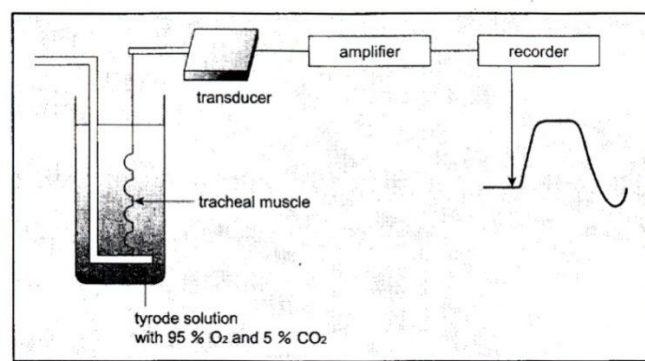 amplifier
recorder
transducer
tracheal muscle
tyrode solution
with 95 % O₂ and 5 % CO₂